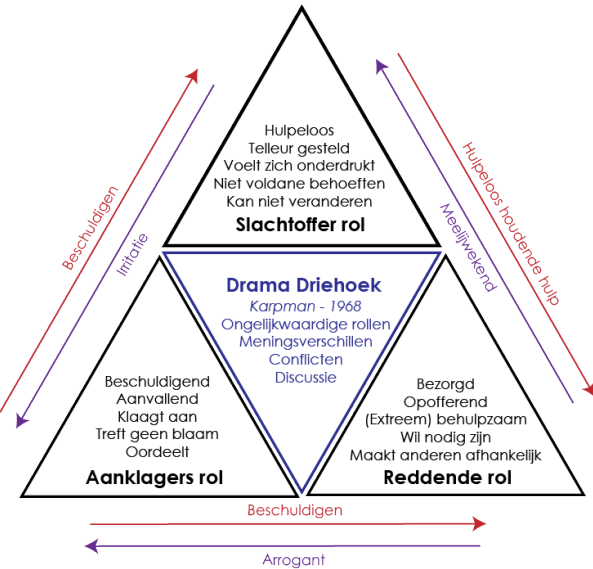 Hulpeloos
Telleur gesteld
Voelt zich onderdrukt
Niet voldane behoeften
Kan niet veranderen
Slachtoffer rol
Beschuldigen
Irritatie
Hulpeloos houdende hulp
Meelijwekend
Drama Driehoek
Karpman - 1968
Ongelijkwaardige rollen
Meningsverschillen
Conflicten
Discussie
Beschuldigend
Aanvallend
Klaagt aan
Treft geen blaam
Oordeelt
Aanklagers rol
Bezorgd
Opofferend
(Extreem) behulpzaam
Wil nodig zijn
Maakt anderen afhankelijk
Reddende rol
Beschuldigen
Arrogant